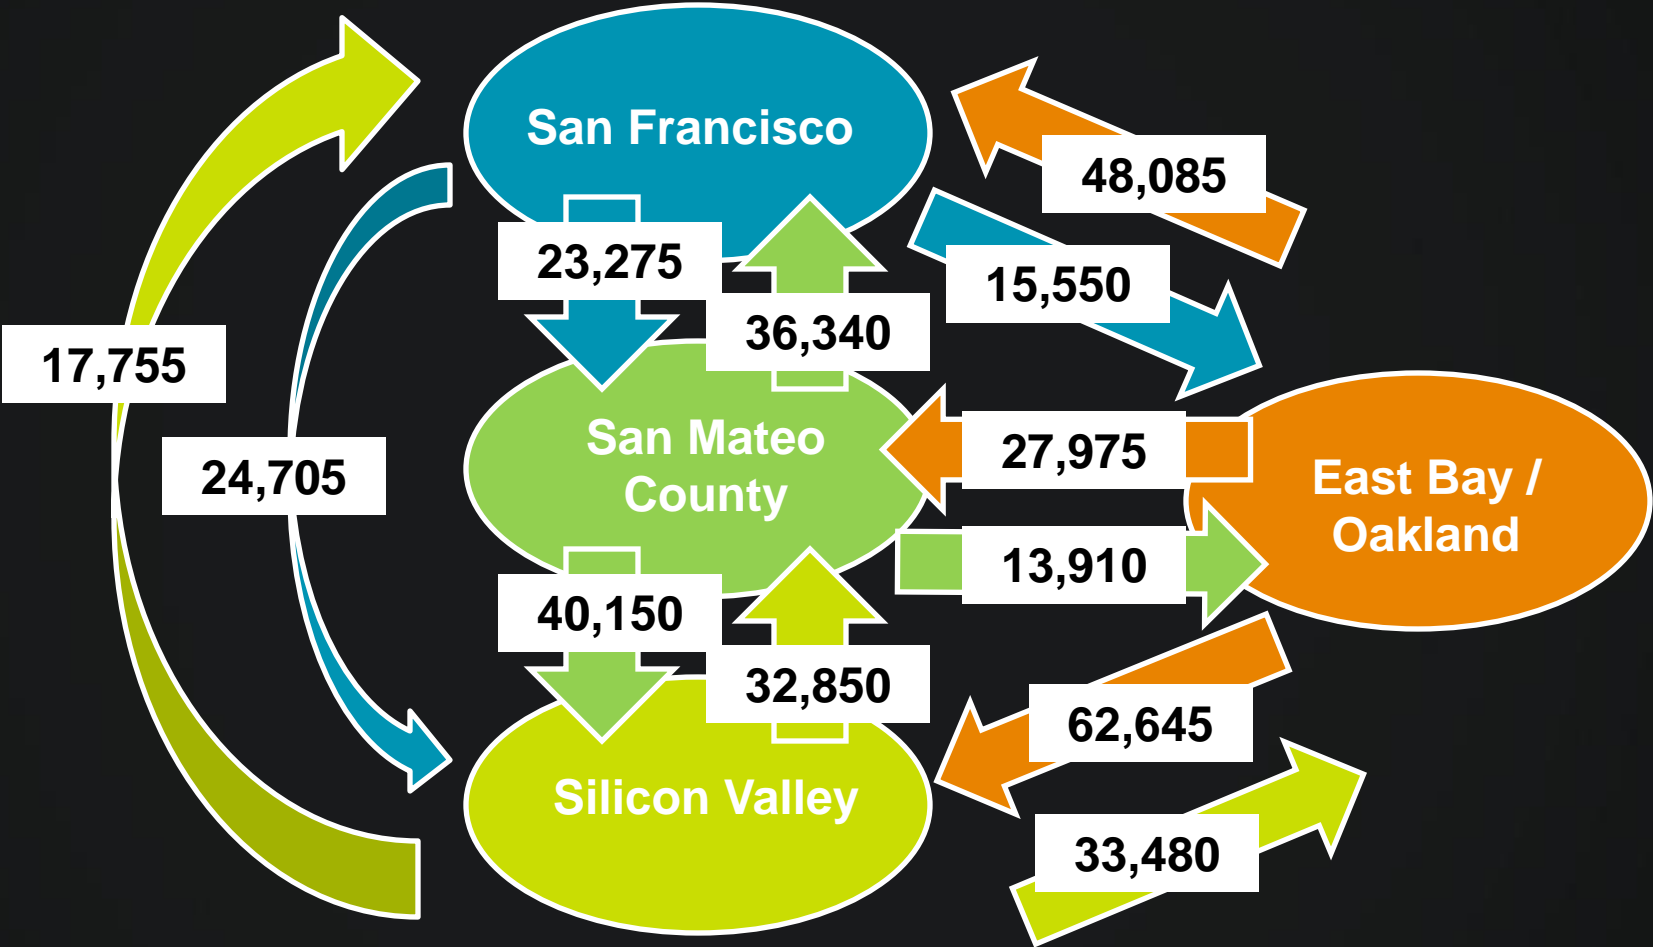 San Francisco
48,085
23,275
15,550
36,340
17,755
San Mateo
County
27,975
24,705
East Bay /
Oakland
13,910
40,150
32,850
62,645
Silicon Valley
33,480